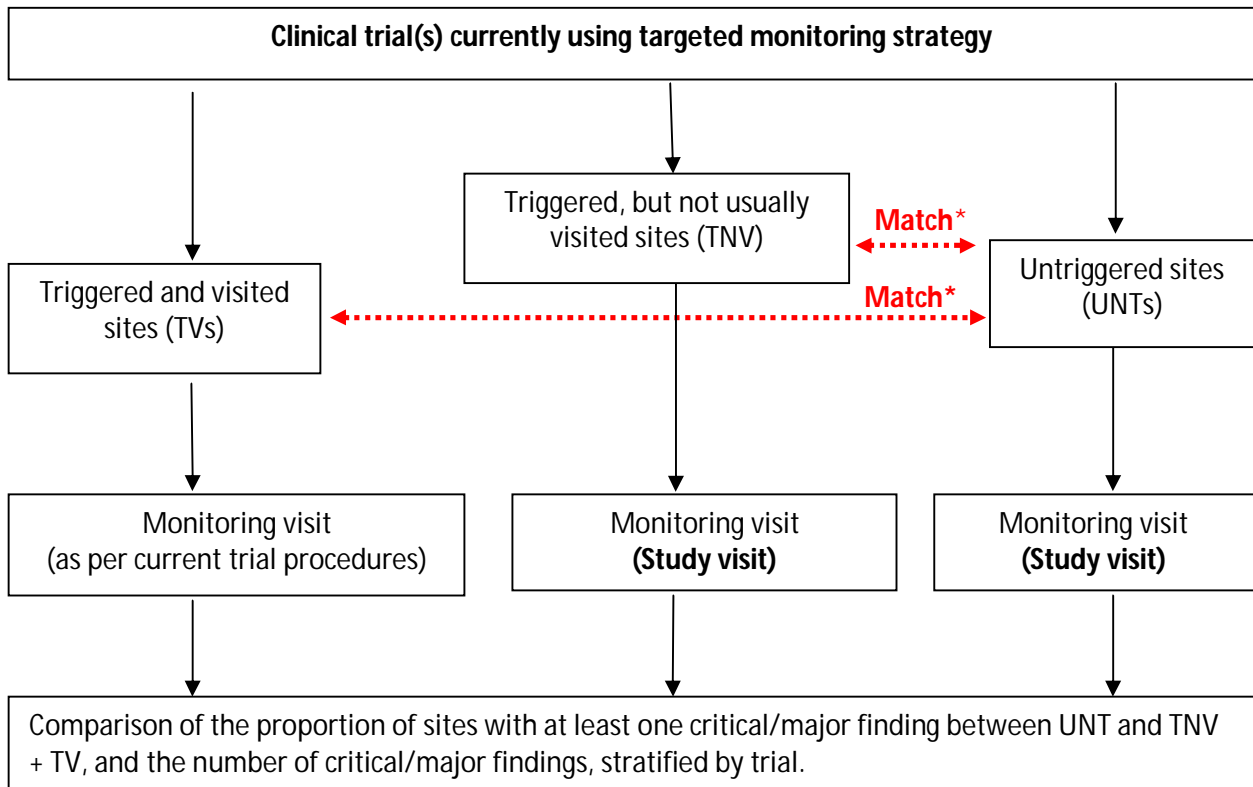 Clinical trial(s) currently using targeted monitoring strategy
Triggered, but not usually
visited sites (TNV)
Match*
Untriggered sites
(UNTs)
Triggered and visited
sites (TVs)
Match*
Monitoring visit
(as per current trial procedures)
Monitoring visit
(Study visit)
Monitoring visit
(Study visit)
Comparison of the proportion of sites with at least one critical/major finding between UNT and TNV
+ TV, and the number of critical/major findings, stratified by trial.